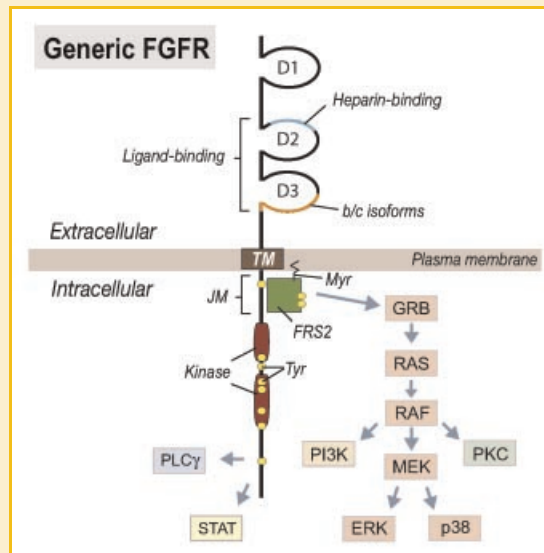 Generic FGFR
D1
Heparin-binding
D2
Ligand-binding
D3
b/c isoforms
Extracellular
TM
Plasma membrane
Intracellular
Myr
JM
GRB
FRS2
RAS
Kinase
Tyr
RAF
PLCγ
PI3K
PKC
MEK
STAT
ERK
p38